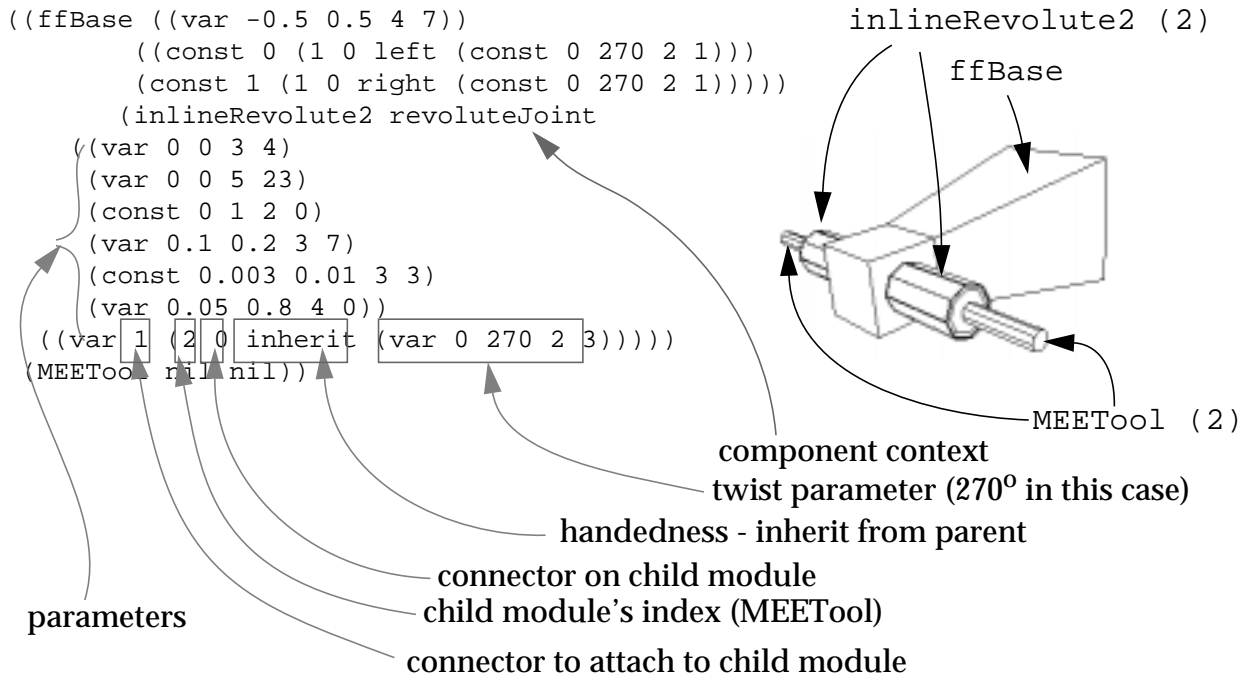 ((ffBase ((var -0.5 0.5 4 7))
((const 0 (1 0 left (const 0 270 2 1)))
(const 1 (1 0 right (const 0 270 2 1)))))
(inlineRevolute2 revoluteJoint
((var 0 0 3 4)
(var 0 0 5 23)
(const 0 1 2 0)
(var 0.1 0.2 3 7)
(const 0.003 0.01 3 3)
(var 0.05 0.8 4 0))
((var 1 (2 0 inherit (var 0 270 2 3)))))
(MEETool nil nil))
inlineRevolute2 (2)
ffBase
MEETool (2)
component context
twist parameter (270° in this case)
handedness - inherit from parent
connector on child module
child module's index (MEETool)
connector to attach to child module
parameters